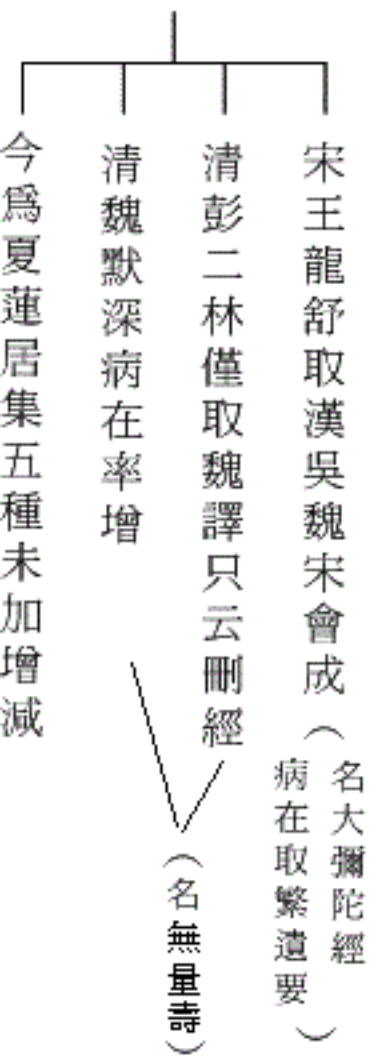 宋王龍舒取漢吳魏宋會成
（名大彌陀經
病在取繁遺要）
清彭二林僅取魏譯只云刪經
清魏默深病在率增
（名無量壽）
今爲夏蓮居集五種未加增減